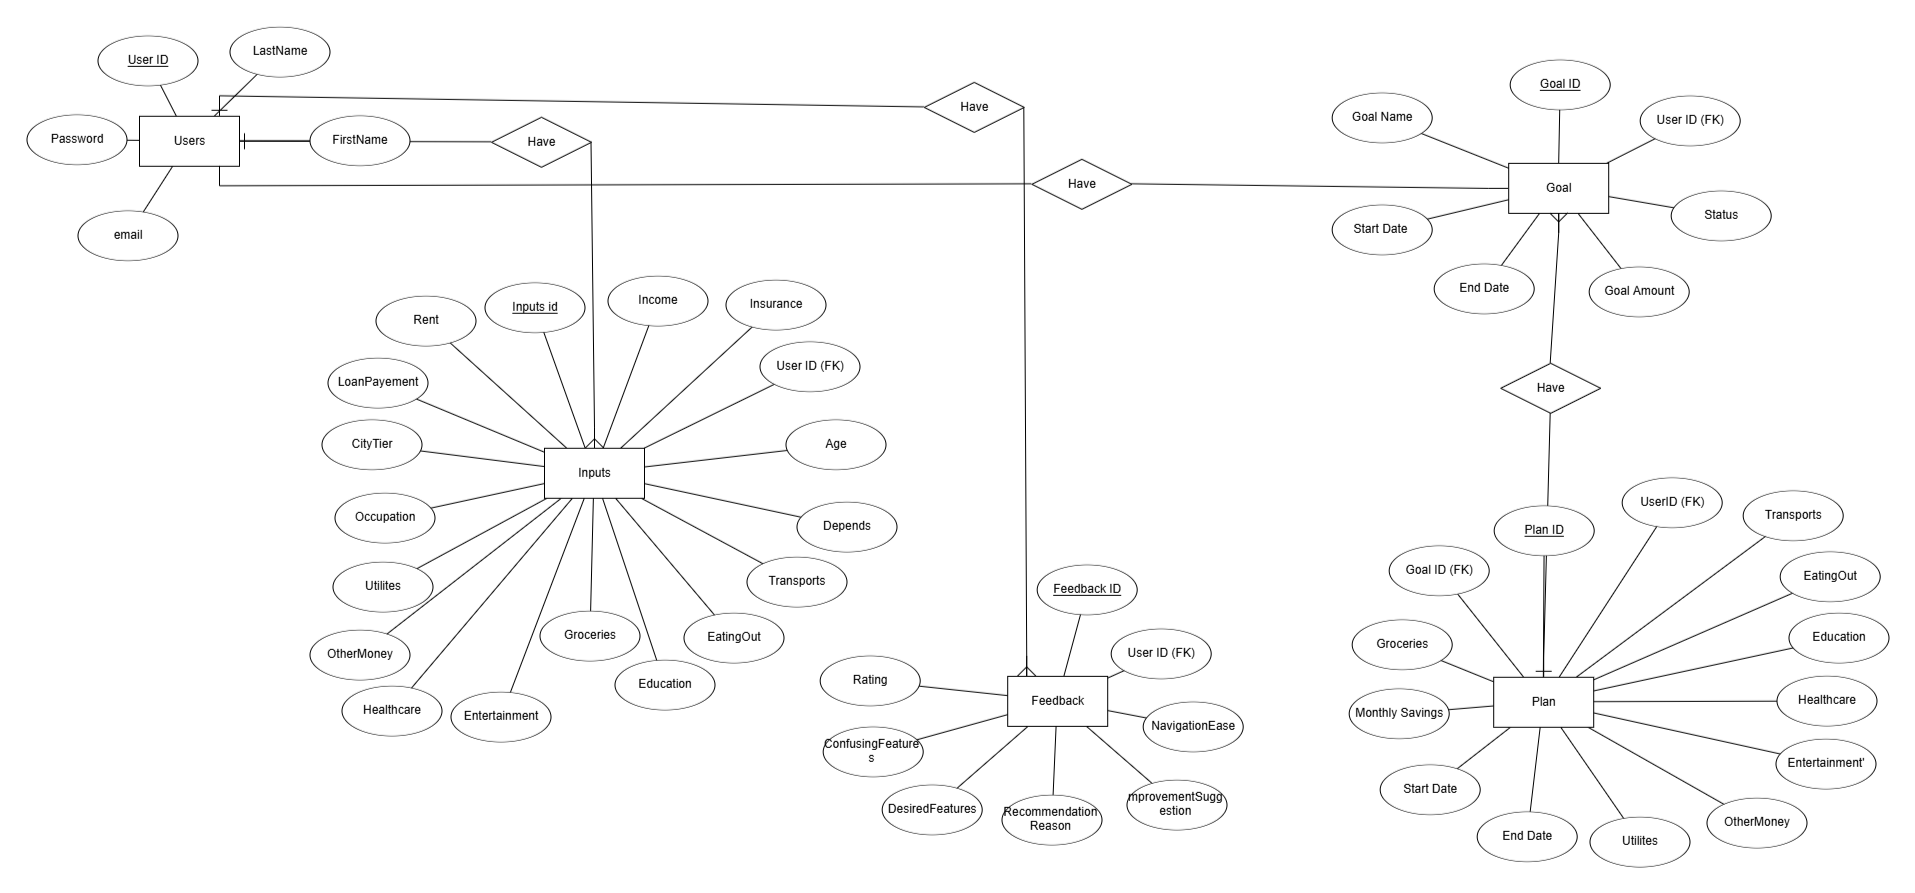 LastName
User ID
Goal ID
Have
Goal Name
User ID (FK)
Password
Users
FirstName
Have
Have
Goal
Status
Start Date
email
End Date
Goal Amount
Inputs id
Income
Insurance
Rent
User ID (FK)
LoanPayement
Have
CityTier
Age
Inputs
UserID (FK)
Occupation
Depends
Transports
Plan ID
Utilites
Transports
Goal ID (FK)
EatingOut
Feedback ID
Groceries
EatingOut
Education
OtherMoney
User ID (FK)
Groceries
Education
Rating
Healthcare
Entertainment
Feedback
Plan
Healthcare
Monthly Savings
NavigationEase
ConfusingFeature
s
Entertainment'
Start Date
mprovementSugg
estion
DesiredFeatures
Recommendation
Reason
OtherMoney
End Date
Utilites